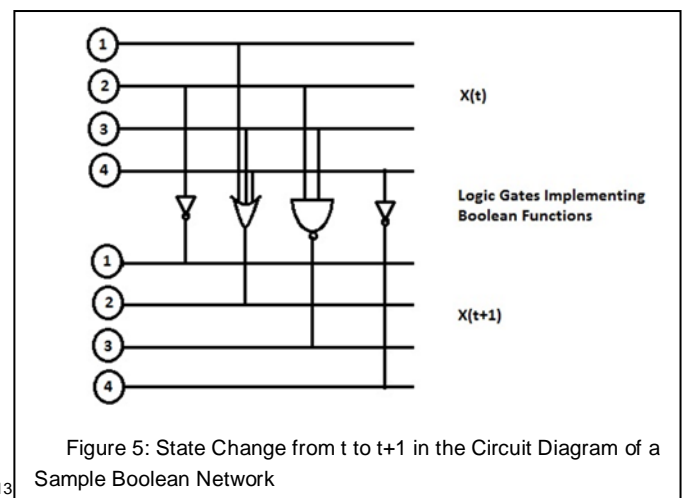 1
2
X(t)
3
4
Logic Gates Implementing
Boolean Functions
1
2
X(t+1)
3
4
Figure 5: State Change from t to t+1 in the Circuit Diagram of a
Sample Boolean Network
13